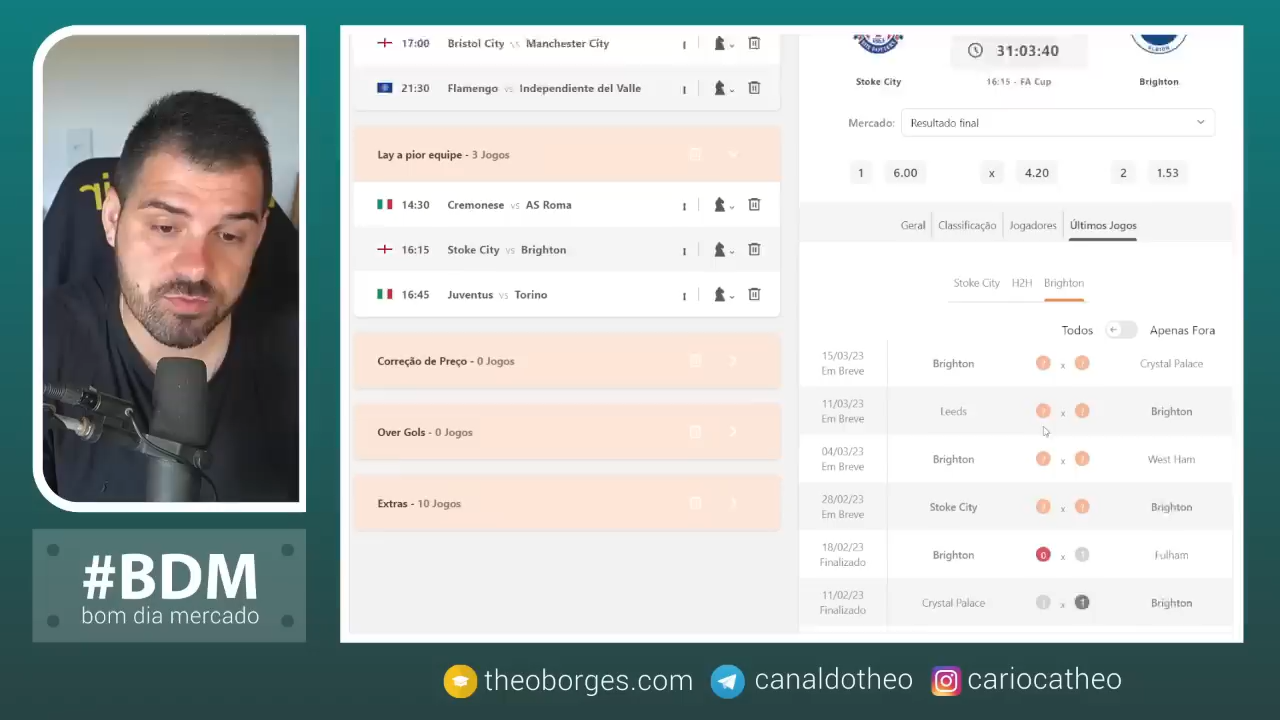 17:00 Bristol City vs Manchester City
21:30 Flamengo vs Independiente del Valle
Lay a pior equipe - 3 Jogos
14:30 Cremonese vs AS Roma
16:15 Stoke City vs Brighton
16:45 Juventus vs Torino
Correção de Preço - 0 Jogos
Over Gols - 0 Jogos
Extras - 10 Jogos
31:03:40
Stoke City 16:15 - FA Cup Brighton
Mercado: Resultado final
1 6.00 x 4.20 2 1.53
Geral Classificação Jogadores Últimos Jogos
Stoke City H2H Brighton
Todos Apenas Fora
15/03/23
Em Breve
Brighton ? x ? Crystal Palace
11/03/23
Em Breve
Leeds ? x ? Brighton
04/03/23
Em Breve
Brighton ? x ? West Ham
28/02/23
Em Breve
Stoke City ? x ? Brighton
18/02/23
Finalizado
Brighton 0 x 1 Fulham
11/02/23
Finalizado
Crystal Palace 1 x 1 Brighton
#BDM
bom dia mercado
theoborges.com canaldotheo cariocatheo